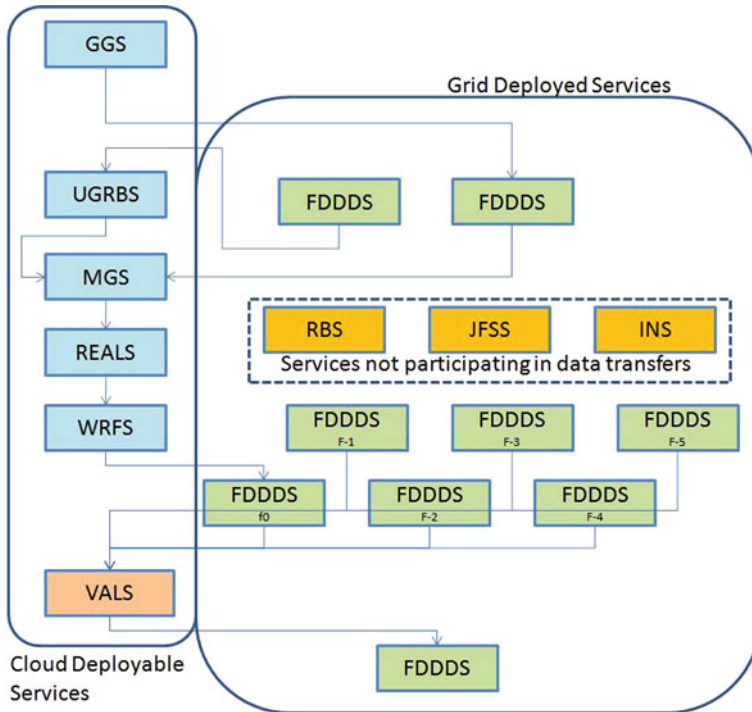 GGS
Grid Deployed Services
UGRBS
FDDDS
FDDDS
MGS
RBS
JFSS
INS
Services not participating in data transfers
REALS
WRFS
FDDDS
F-1
FDDDS
F-3
FDDDS
F-5
FDDDS
f0
FDDDS
F-2
FDDDS
F-4
VALS
FDDDS
Cloud Deployable
Services